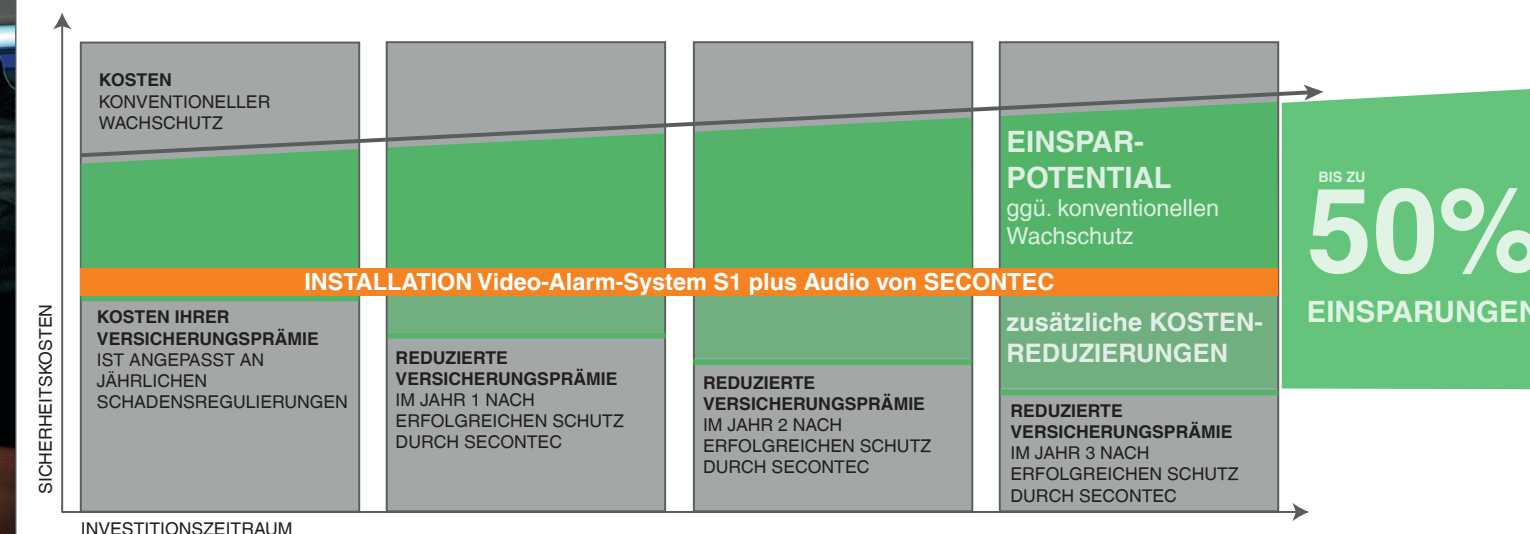 KOSTEN
KONVENTIONELLER
WACHSCHUTZ
EINSPAR-
POTENTIAL
ggü. konventionellen
Wachschutz
BIS ZU
50%
EINSPARUNGEN
INSTALLATION Video-Alarm-System S1 plus Audio von SECONTEC
zusätzliche KOSTEN-
REDUZIERUNGEN
KOSTEN IHRER
VERSICHERUNGSPRÄMIE
IST ANGEPASST AN
JÄHRLICHEN
SCHADENSREGULIERUNGEN
REDUZIERTE
VERSICHERUNGSPRÄMIE
IM JAHR 1 NACH
ERFOLGREICHEN SCHUTZ
DURCH SECONTEC
REDUZIERTE
VERSICHERUNGSPRÄMIE
IM JAHR 2 NACH
ERFOLGREICHEN SCHUTZ
DURCH SECONTEC
REDUZIERTE
VERSICHERUNGSPRÄMIE
IM JAHR 3 NACH
ERFOLGREICHEN SCHUTZ
DURCH SECONTEC
SICHERHEITSKOSTEN
INVESTITIONSZEITRAUM